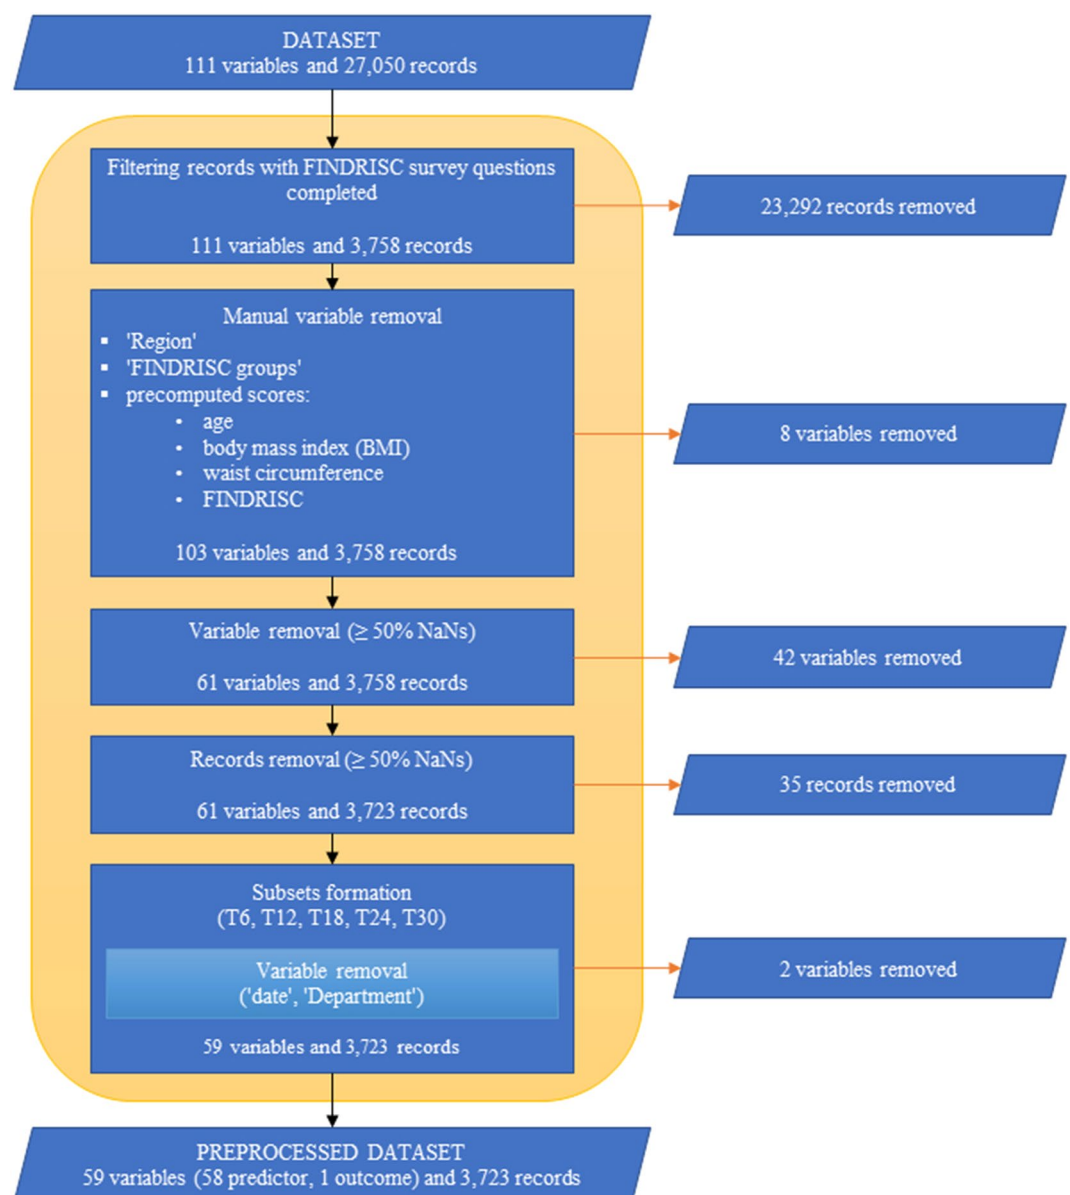 DATASET
111 variables and 27,050 records
Filtering records with FINDRISC survey questions
completed
111 variables and 3,758 records
23,292 records removed
Manual variable removal
▪ 'Region'
▪ 'FINDRISC groups'
▪ precomputed scores:
• age
• body mass index (BMI)
• waist circumference
• FINDRISC
103 variables and 3,758 records
8 variables removed
Variable removal (≥ 50% NaNs)
61 variables and 3,758 records
42 variables removed
Records removal (≥ 50% NaNs)
61 variables and 3,723 records
35 records removed
Subsets formation
(T6, T12, T18, T24, T30)
Variable removal
('date', 'Department')
59 variables and 3,723 records
2 variables removed
PREPROCESSED DATASET
59 variables (58 predictor, 1 outcome) and 3,723 records